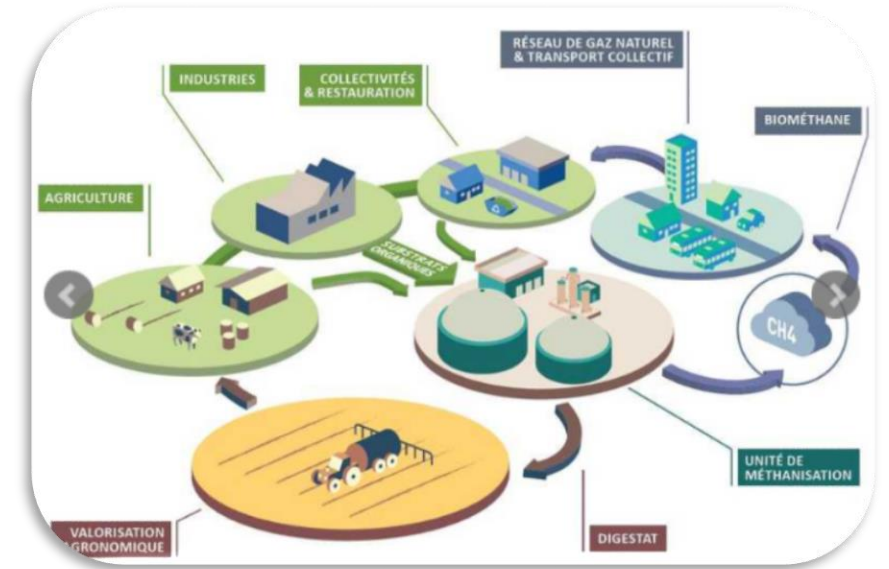 RÉSEAU DE GAZ NATUREL
& TRANSPORT COLLECTIF
INDUSTRIES
COLLECTIVITÉS
& RESTAURATION
BIOMÉTHANE
AGRICULTURE
SUBSTRATS
ORGANIQUES
CH4
UNITÉ DE
MÉTHANISATION
VALORISATION
AGRONOMIQUE
DIGESTAT